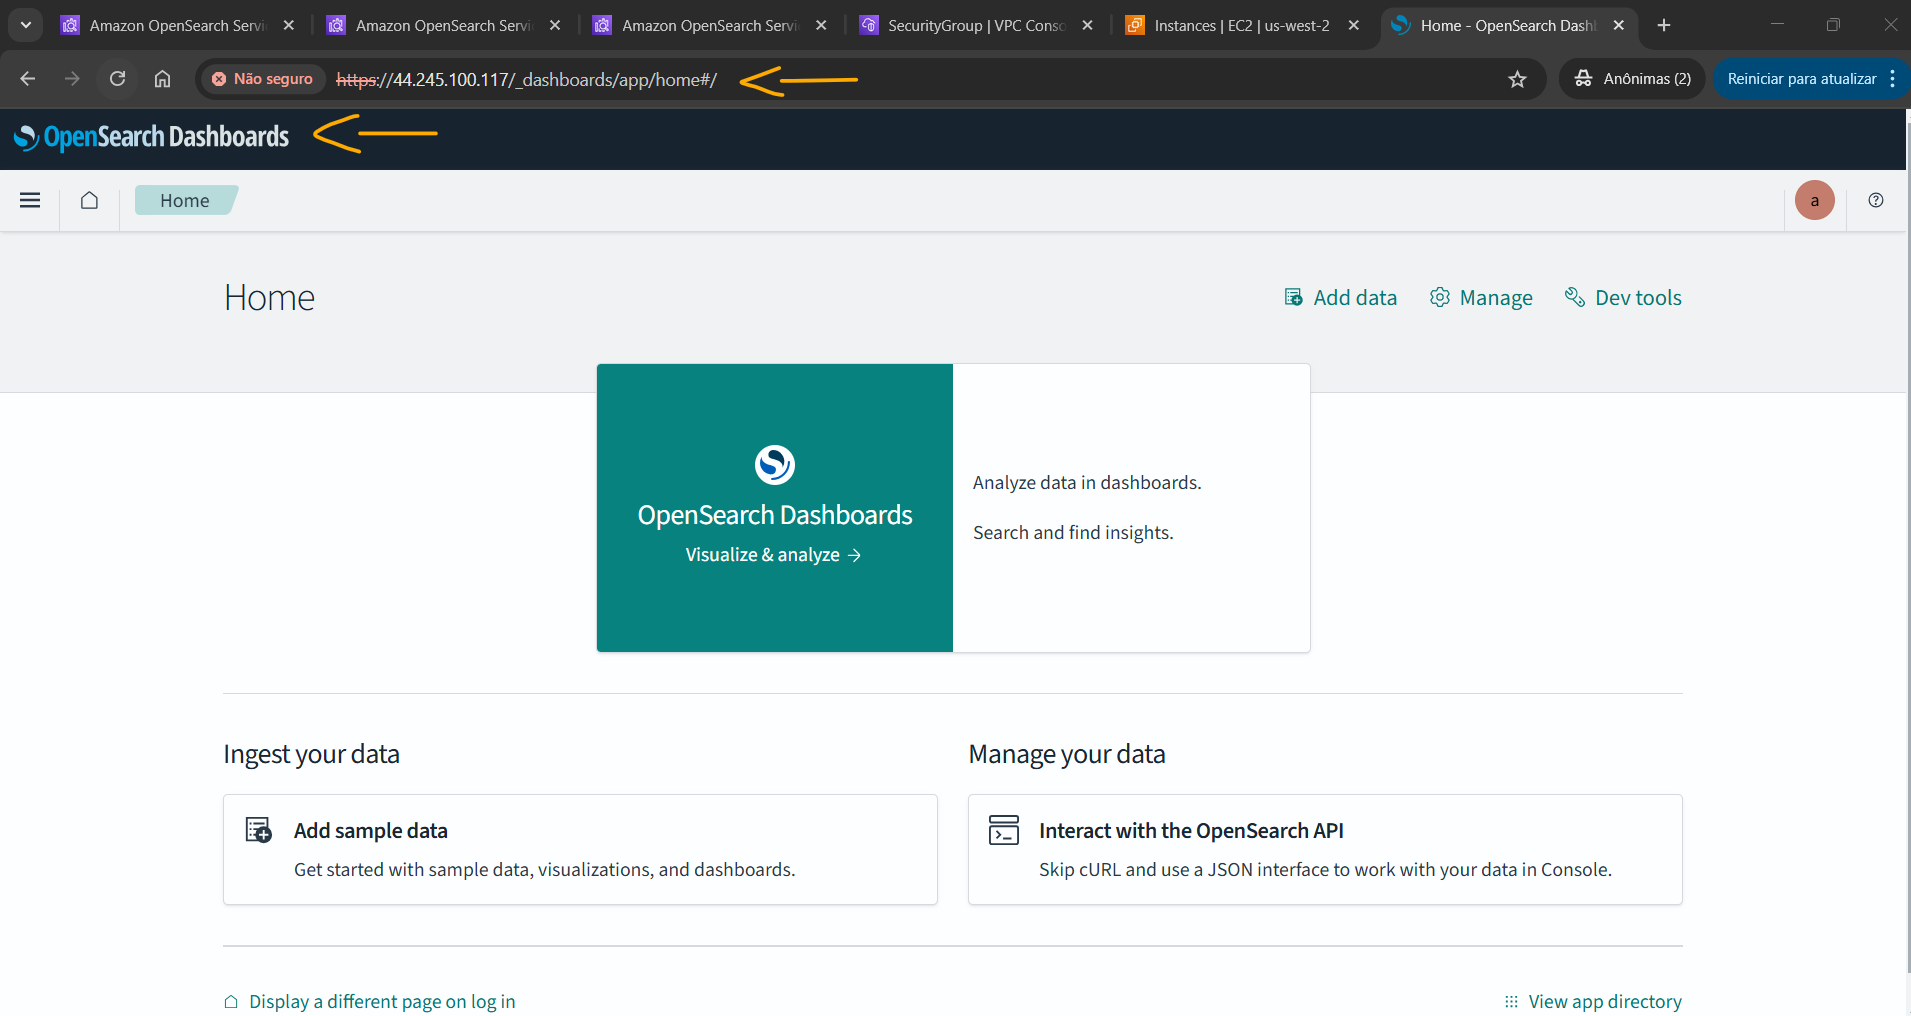 Amazon OpenSearch Servi
Amazon OpenSearch Servi
Amazon OpenSearch Servi
SecurityGroup | VPC Conso
Instances | EC2 | us-west-2
Home - OpenSearch Dashb
Não seguro
https://44.245.100.117/_dashboards/app/home#/
Anônimas (2)
Reiniciar para atualizar
OpenSearch Dashboards
Home
a
Home
Add data
Manage
Dev tools
OpenSearch Dashboards
Visualize & analyze →
Analyze data in dashboards.
Search and find insights.
Ingest your data
Manage your data
Add sample data
Get started with sample data, visualizations, and dashboards.
Interact with the OpenSearch API
Skip cURL and use a JSON interface to work with your data in Console.
Display a different page on log in
View app directory